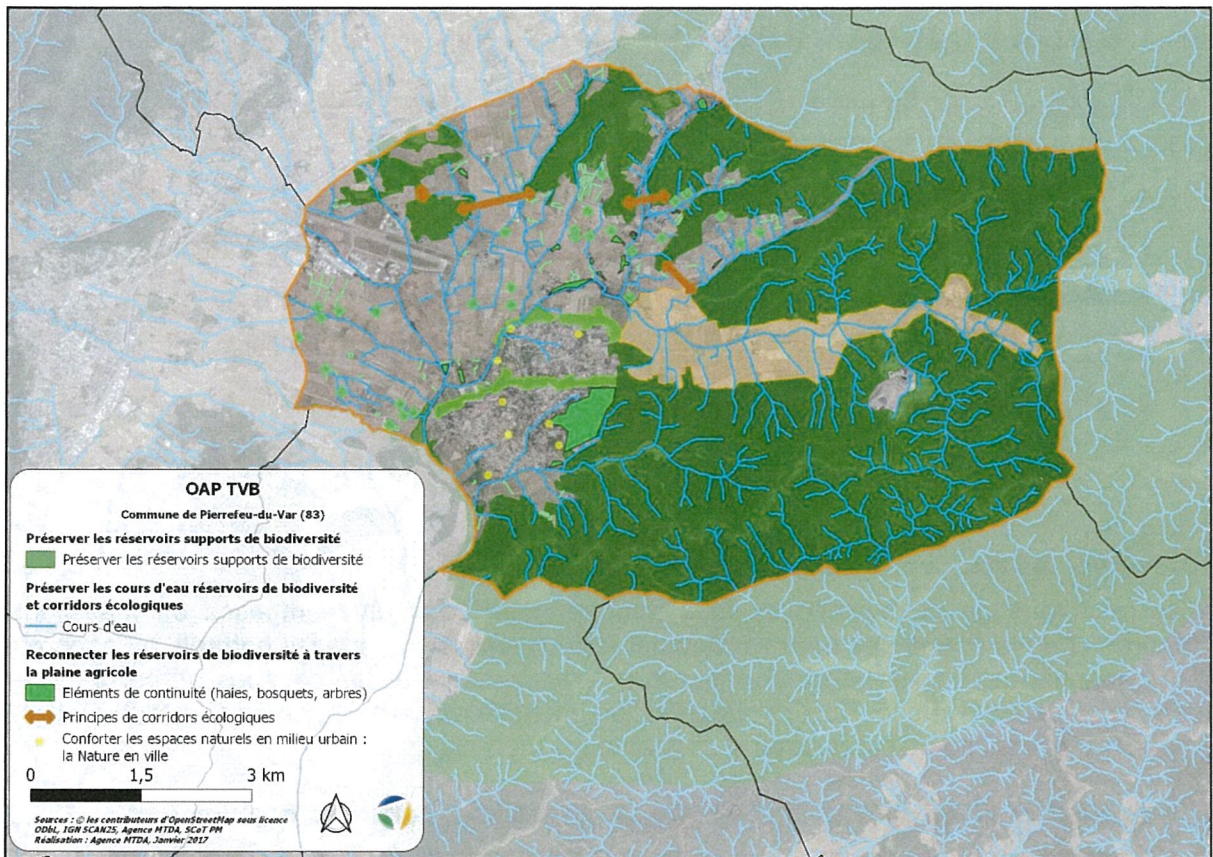 OAP TVB
Commune de Pierrefeu-du-Var (83)
Préserver les réservoirs supports de biodiversité
Préserver les réservoirs supports de biodiversité
Préserver les cours d'eau réservoirs de biodiversité
et corridors écologiques
Cours d'eau
Reconnecter les réservoirs de biodiversité à travers
la plaine agricole
Eléments de continuité (haies, bosquets, arbres)
Principes de corridors écologiques
Conforter les espaces naturels en milieu urbain :
la Nature en ville
0 1,5 3 km
Sources : © les contributeurs d'OpenStreetMap sous licence
ODbL, IGN SCAN25, Agence MTDA, SCoT PM
Réalisation : Agence MTDA, Janvier 2017